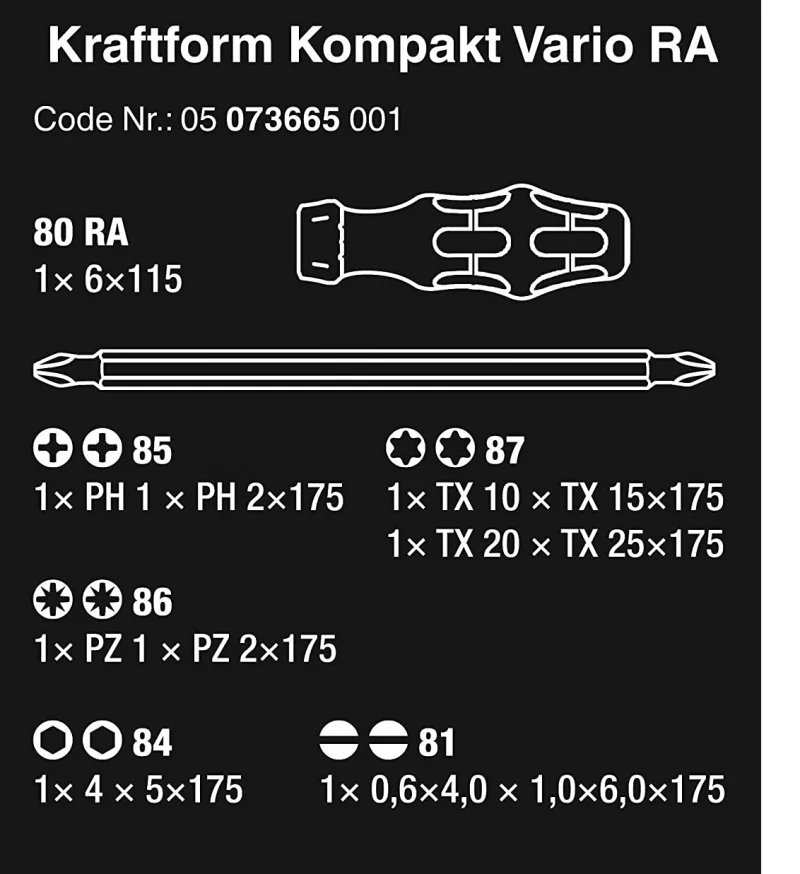 Kraftform Kompakt Vario RA
Code Nr.: 05 073665 001
80 RA
1× 6×115
85
1× PH 1 × PH 2×175
87
1× TX 10 × TX 15×175
1× TX 20 × TX 25×175
86
1× PZ 1 × PZ 2×175
84
1× 4 × 5×175
81
1× 0,6×4,0 × 1,0×6,0×175